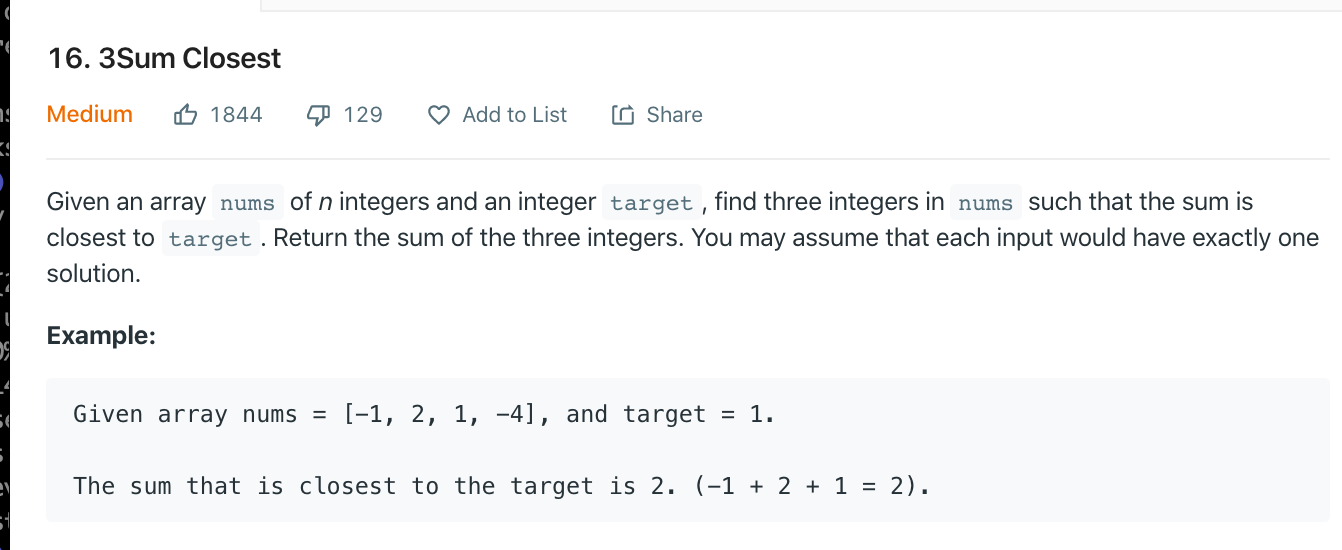 16. 3Sum Closest
Medium 1844 129 Add to List Share
Given an array nums of n integers and an integer target, find three integers in nums such that the sum is
closest to target. Return the sum of the three integers. You may assume that each input would have exactly one
solution.
Example:
Given array nums = [-1, 2, 1, -4], and target = 1.
The sum that is closest to the target is 2. (-1 + 2 + 1 = 2).